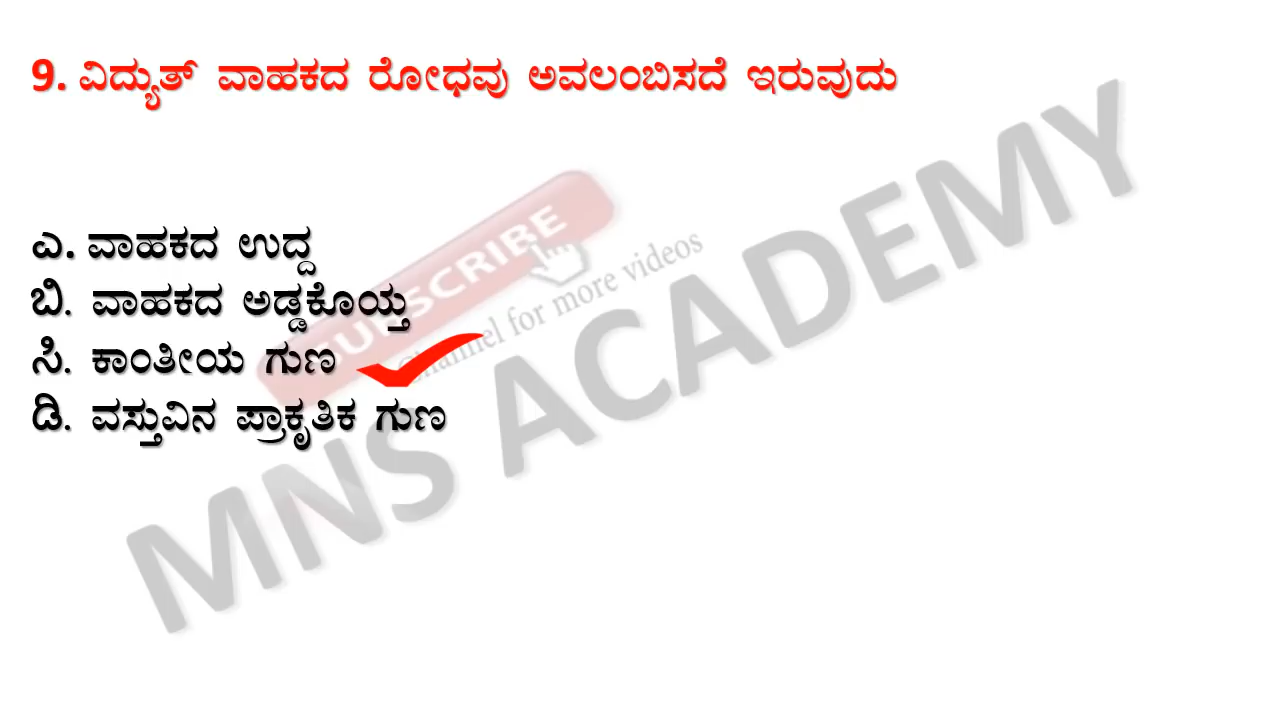 9. ವಿದ್ಯುತ್ ವಾಹಕದ ರೋಧವು ಅವಲಂಬಿಸದೆ ಇರುವುದು
ಎ. ವಾಹಕದ ಉದ್ದ
ಬಿ. ವಾಹಕದ ಅಡ್ಡಕೊಯ್ತ
ಸಿ. ಕಾಂತೀಯ ಗುಣ
ಡಿ. ವಸ್ತುವಿನ ಪ್ರಾಕೃತಿಕ ಗುಣ
SUBSCRIBE
Channel for more videos
MNS ACADEMY